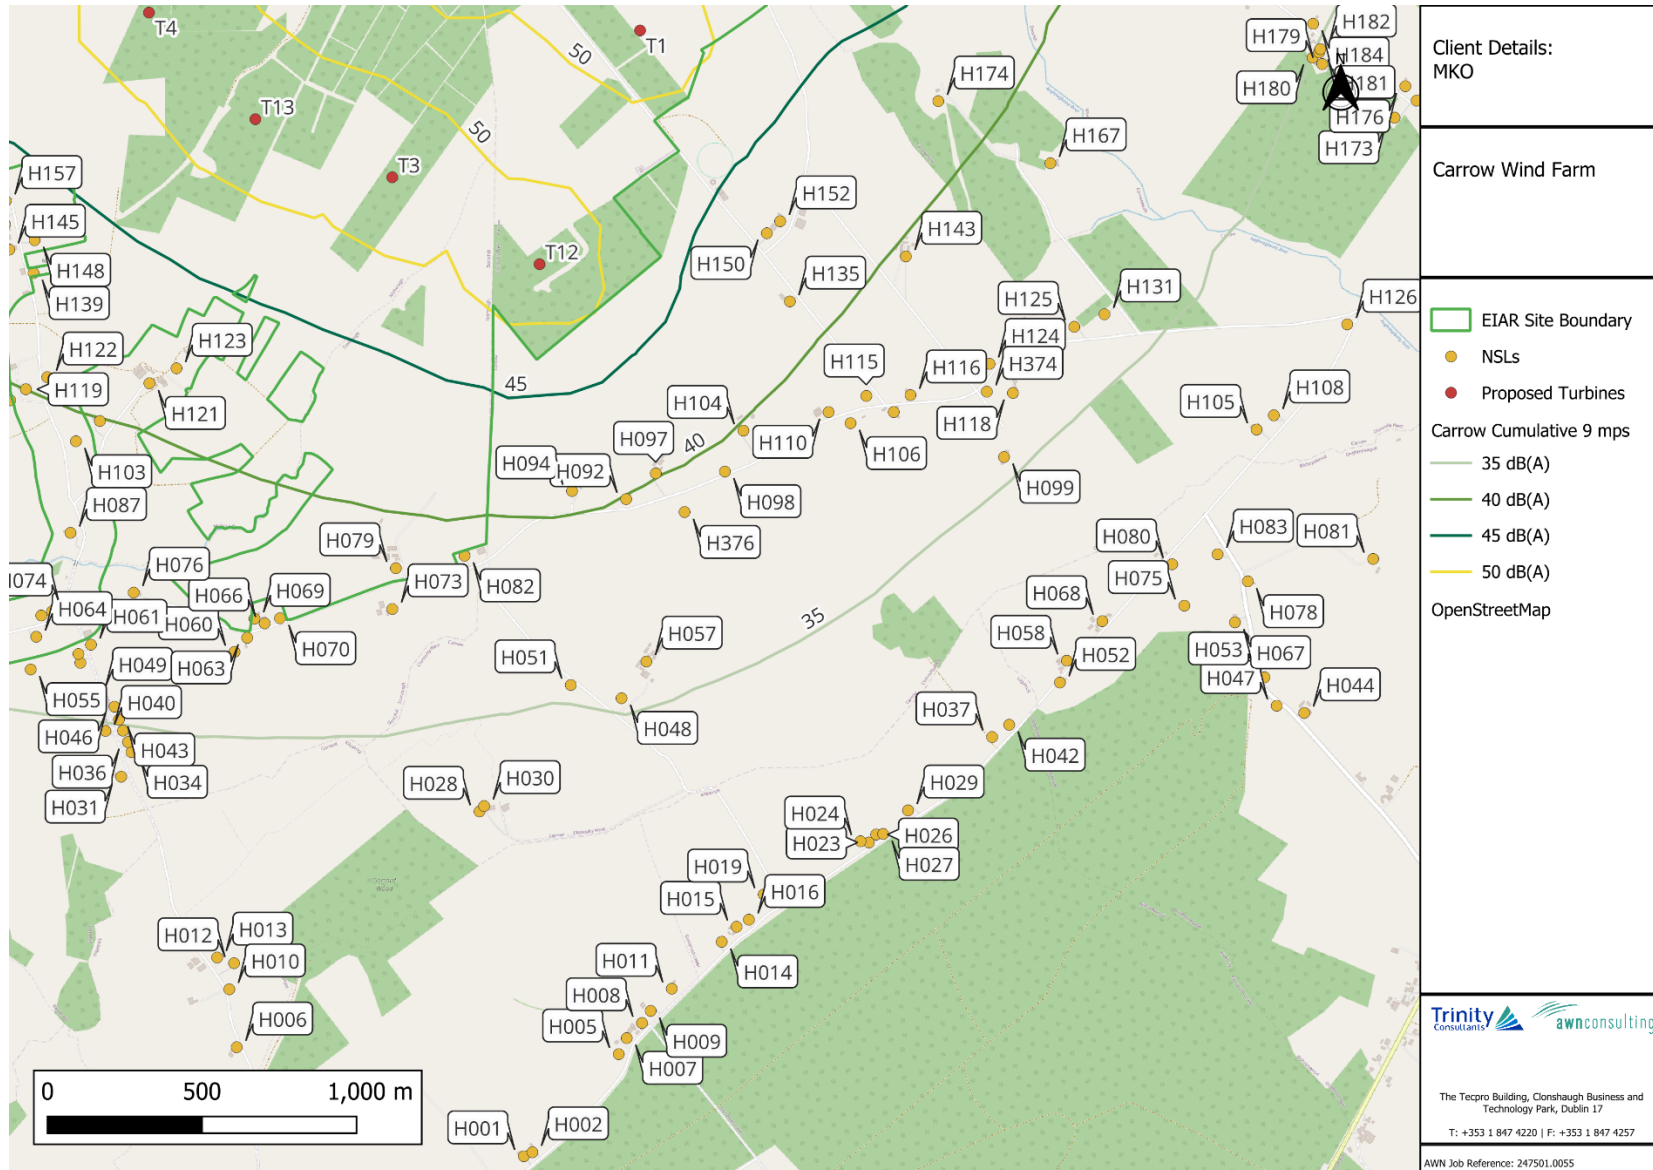 T4
T1
50
50
T13
T3
T12
H174
H167
H179
H182
H184
H180
N
H181
H176
H173
H157
H145
H148
H139
H152
H150
H135
H143
H131
H125
H124
H126
H122
H119
H123
H121
45
H115
H116
H374
H104
H110
H106
H118
H105
H108
H097
40
H094
H092
H098
H103
H087
H099
H376
H079
H073
H082
H080
H083
H081
H075
H078
H076
H074
H064
H061
H066
H069
H060
H063
H070
35
H068
H058
H052
H057
H051
H048
H053
H067
H047
H044
H049
H055
H040
H046
H043
H036
H034
H031
H037
H042
H028
H030
H029
H024
H023
H026
H027
H019
H015
H016
H014
H012
H013
H010
H006
H011
H008
H005
H009
H007
H001
H002
0 500 1,000 m
Client Details:
MKO
Carrow Wind Farm
EIAR Site Boundary
NSLs
Proposed Turbines
Carrow Cumulative 9 mps
35 dB(A)
40 dB(A)
45 dB(A)
50 dB(A)
OpenStreetMap
Trinity
Consultants
awnconsulting
The Tecpro Building, Clonshaugh Business and
Technology Park, Dublin 17
T: +353 1 847 4220 | F: +353 1 847 4257
AWN Job Reference: 247501.0055